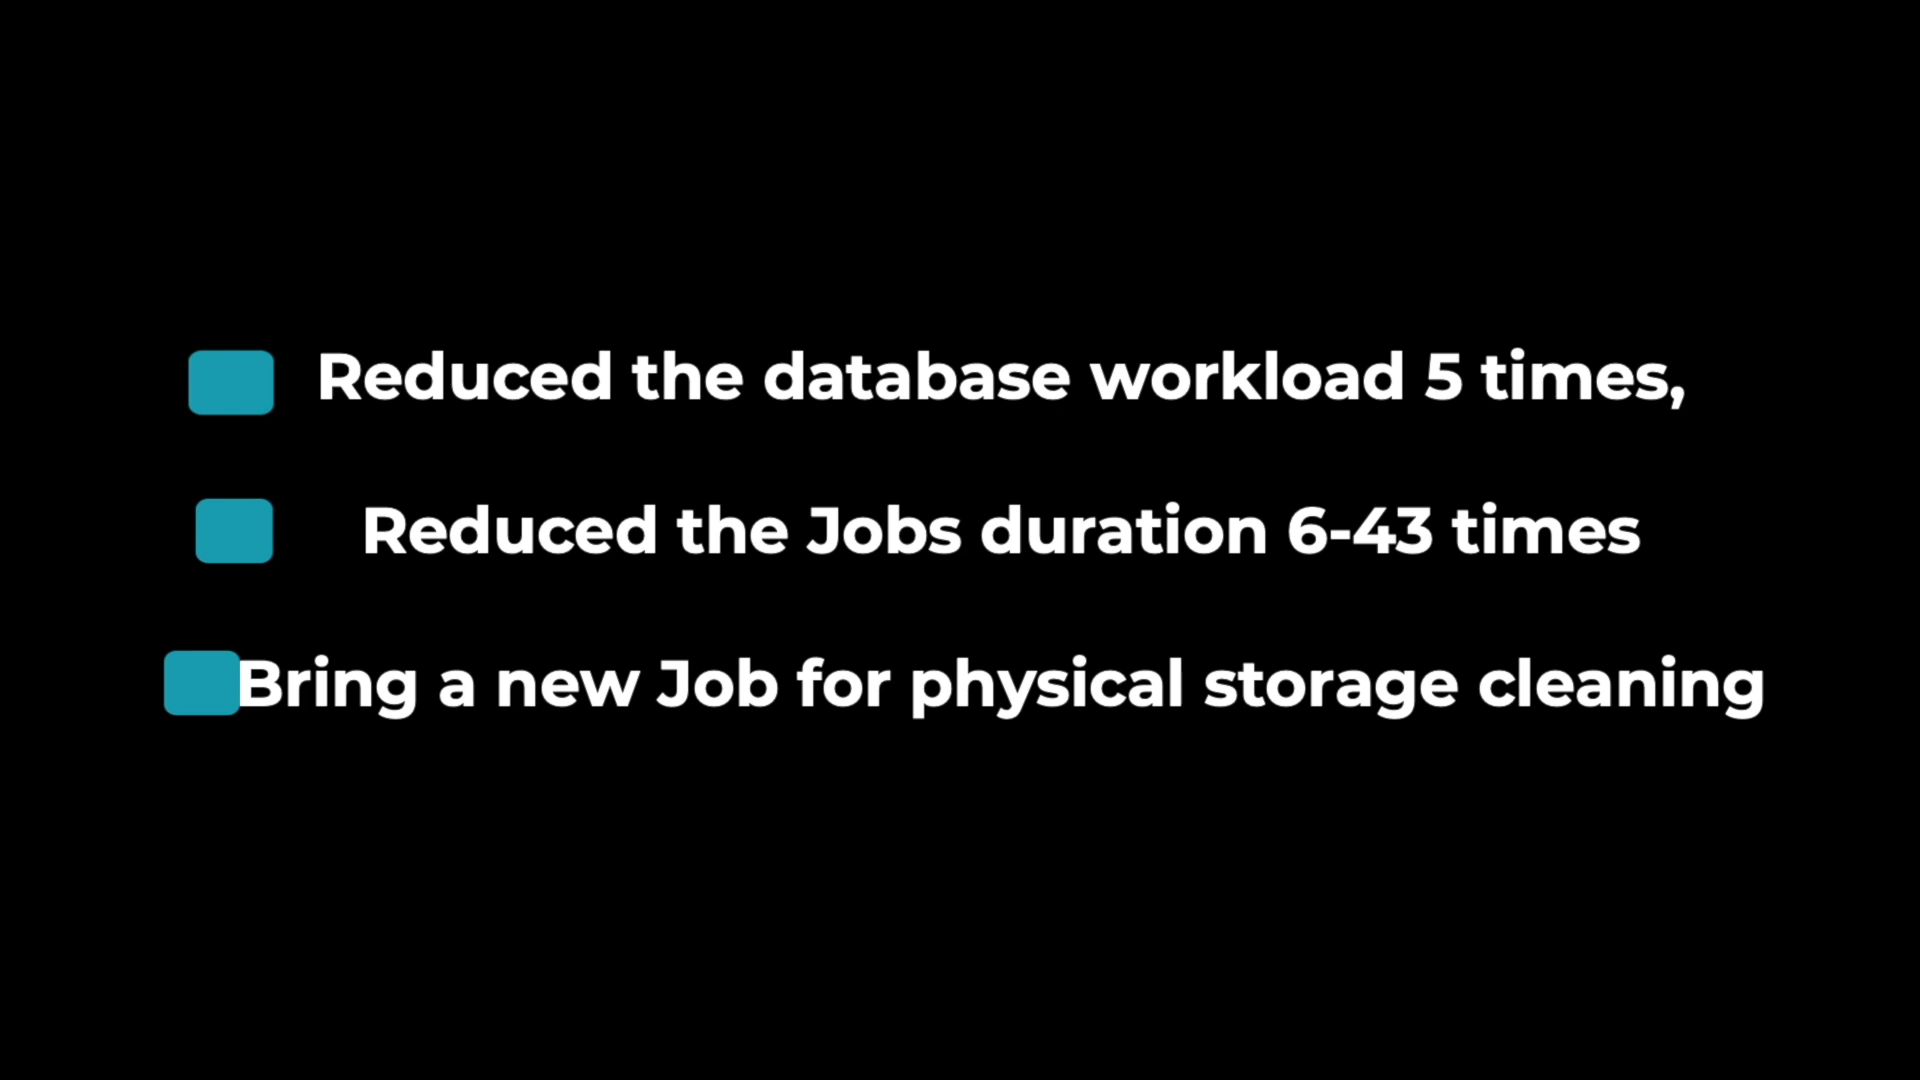 Reduced the database workload 5 times,
Reduced the Jobs duration 6-43 times
Bring a new Job for physical storage cleaning